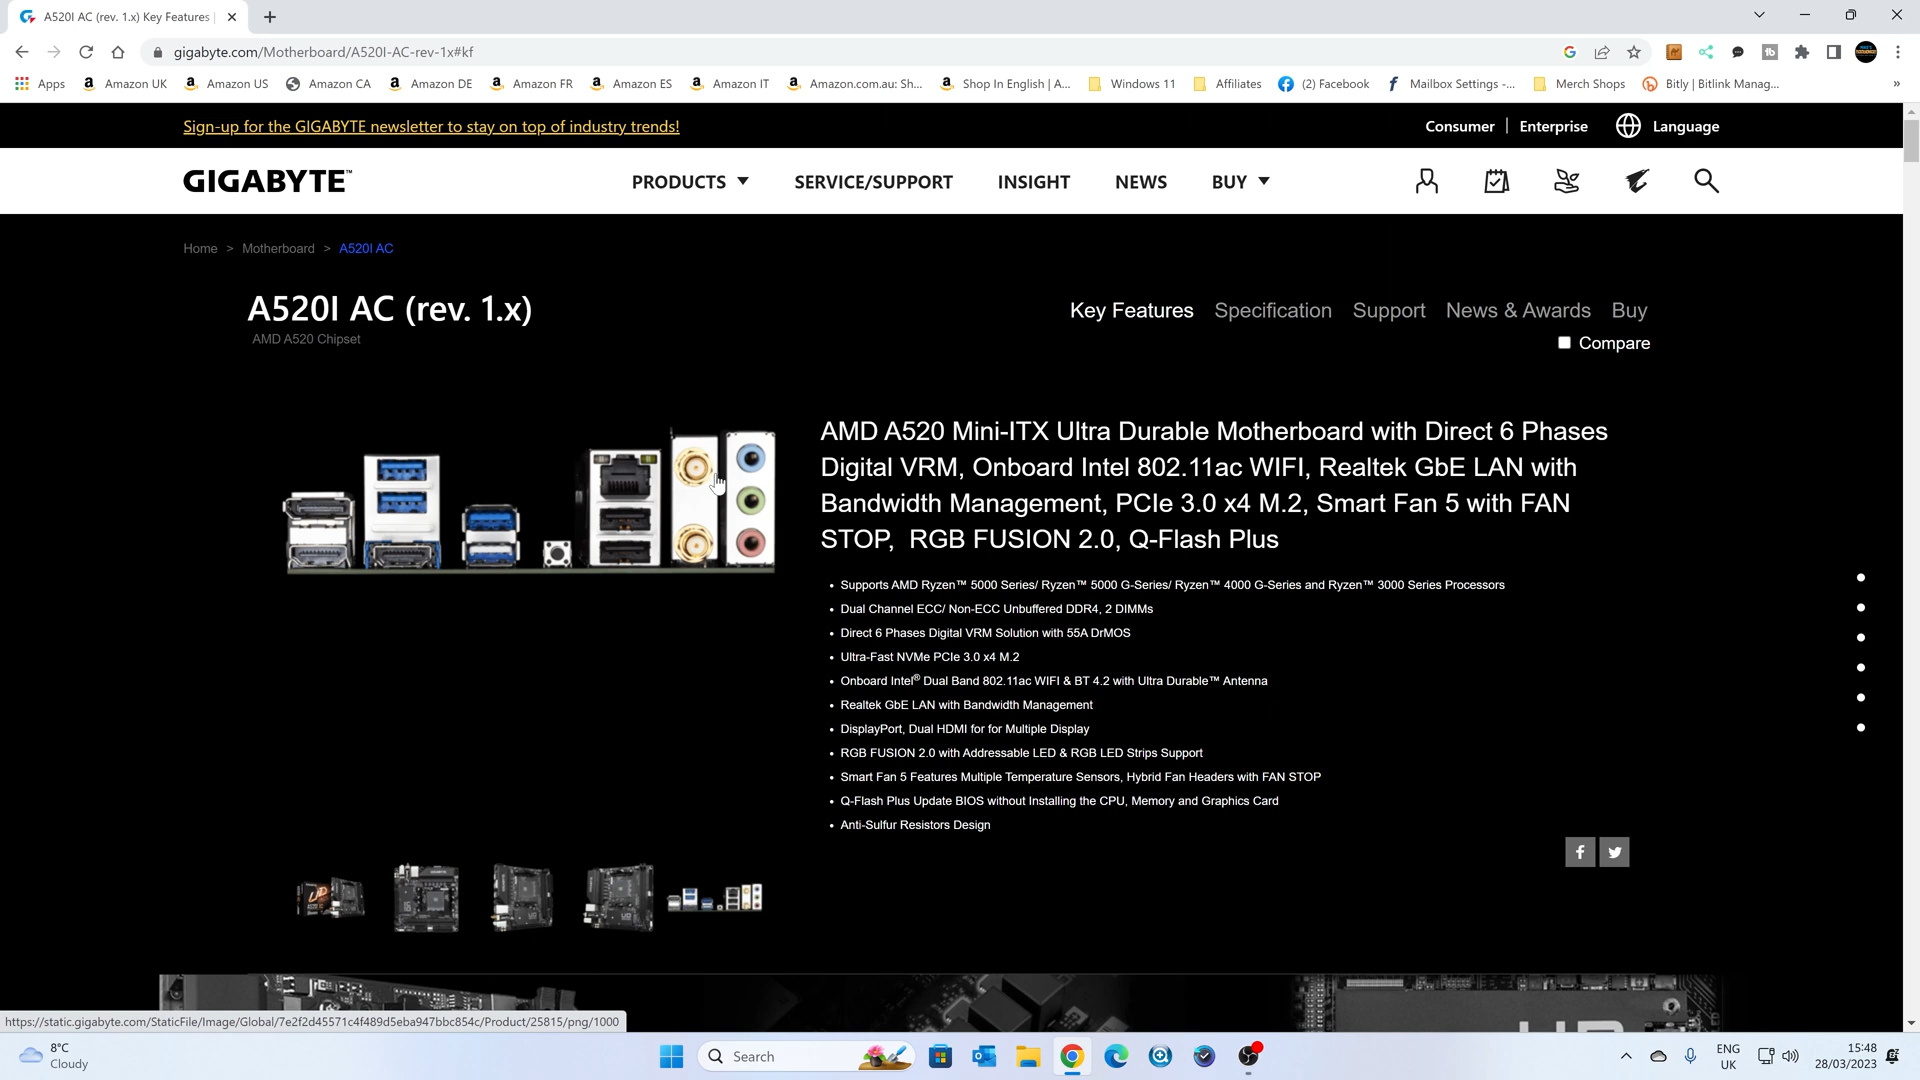 A520I AC (rev. 1.x) Key Features |
gigabyte.com/Motherboard/A520I-AC-rev-1x#kf
Apps
Amazon UK
Amazon US
Amazon CA
Amazon DE
Amazon FR
Amazon ES
Amazon IT
Amazon.com.au: Sh...
Shop In English | A...
Windows 11
Affiliates
(2) Facebook
Mailbox Settings -...
Merch Shops
Bitly | Bitlink Manag...
»
Sign-up for the GIGABYTE newsletter to stay on top of industry trends!
Consumer | Enterprise
Language
GIGABYTE™
PRODUCTS
SERVICE/SUPPORT
INSIGHT
NEWS
BUY
Home > Motherboard > A520I AC
A520I AC (rev. 1.x)
AMD A520 Chipset
Key Features
Specification
Support
News & Awards
Buy
Compare
AMD A520 Mini-ITX Ultra Durable Motherboard with Direct 6 Phases
Digital VRM, Onboard Intel 802.11ac WIFI, Realtek GbE LAN with
Bandwidth Management, PCIe 3.0 x4 M.2, Smart Fan 5 with FAN
STOP, RGB FUSION 2.0, Q-Flash Plus
• Supports AMD Ryzen™ 5000 Series/ Ryzen™ 5000 G-Series/ Ryzen™ 4000 G-Series and Ryzen™ 3000 Series Processors
• Dual Channel ECC/ Non-ECC Unbuffered DDR4, 2 DIMMs
• Direct 6 Phases Digital VRM Solution with 55A DrMOS
• Ultra-Fast NVMe PCIe 3.0 x4 M.2
• Onboard Intel® Dual Band 802.11ac WIFI & BT 4.2 with Ultra Durable™ Antenna
• Realtek GbE LAN with Bandwidth Management
• DisplayPort, Dual HDMI for for Multiple Display
• RGB FUSION 2.0 with Addressable LED & RGB LED Strips Support
• Smart Fan 5 Features Multiple Temperature Sensors, Hybrid Fan Headers with FAN STOP
• Q-Flash Plus Update BIOS without Installing the CPU, Memory and Graphics Card
• Anti-Sulfur Resistors Design
https://static.gigabyte.com/StaticFile/Image/Global/7e2f2d45571c4f489d5eba947bbc854c/Product/25815/png/1000
8°C
Cloudy
Search
ENG
UK
15:48
28/03/2023